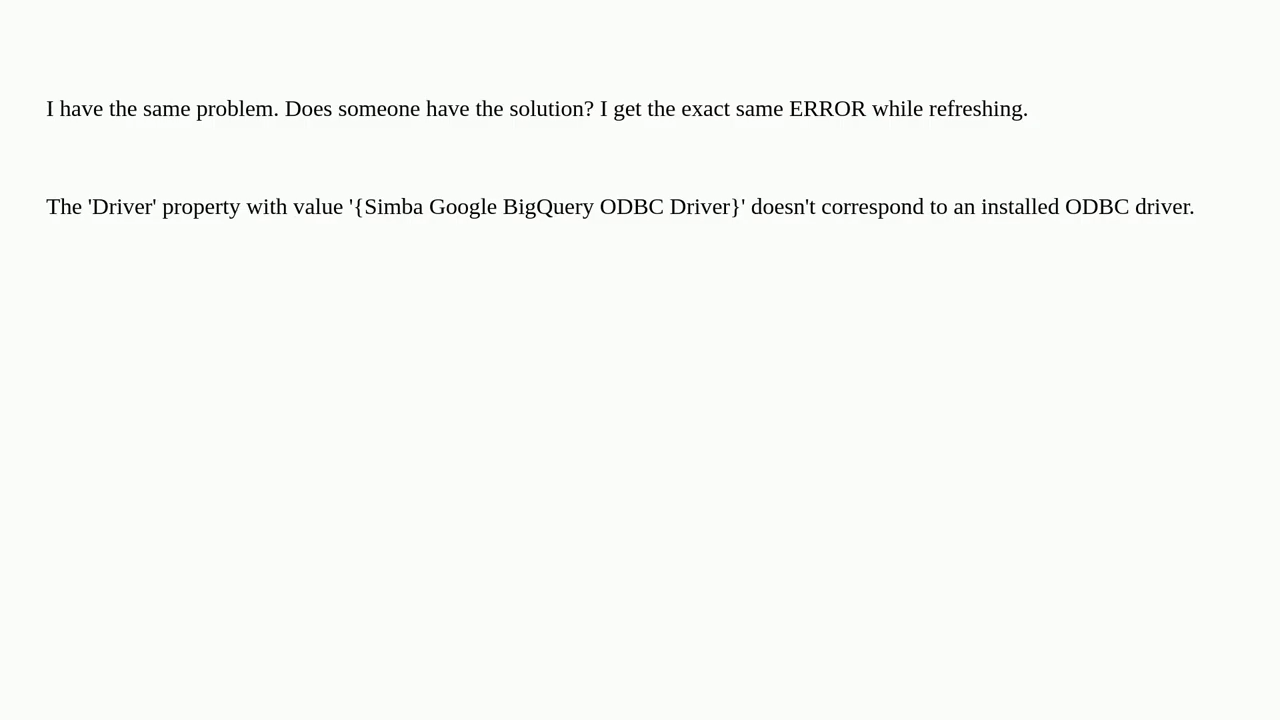 I have the same problem. Does someone have the solution? I get the exact same ERROR while refreshing.
The 'Driver' property with value '{Simba Google BigQuery ODBC Driver}' doesn't correspond to an installed ODBC driver.